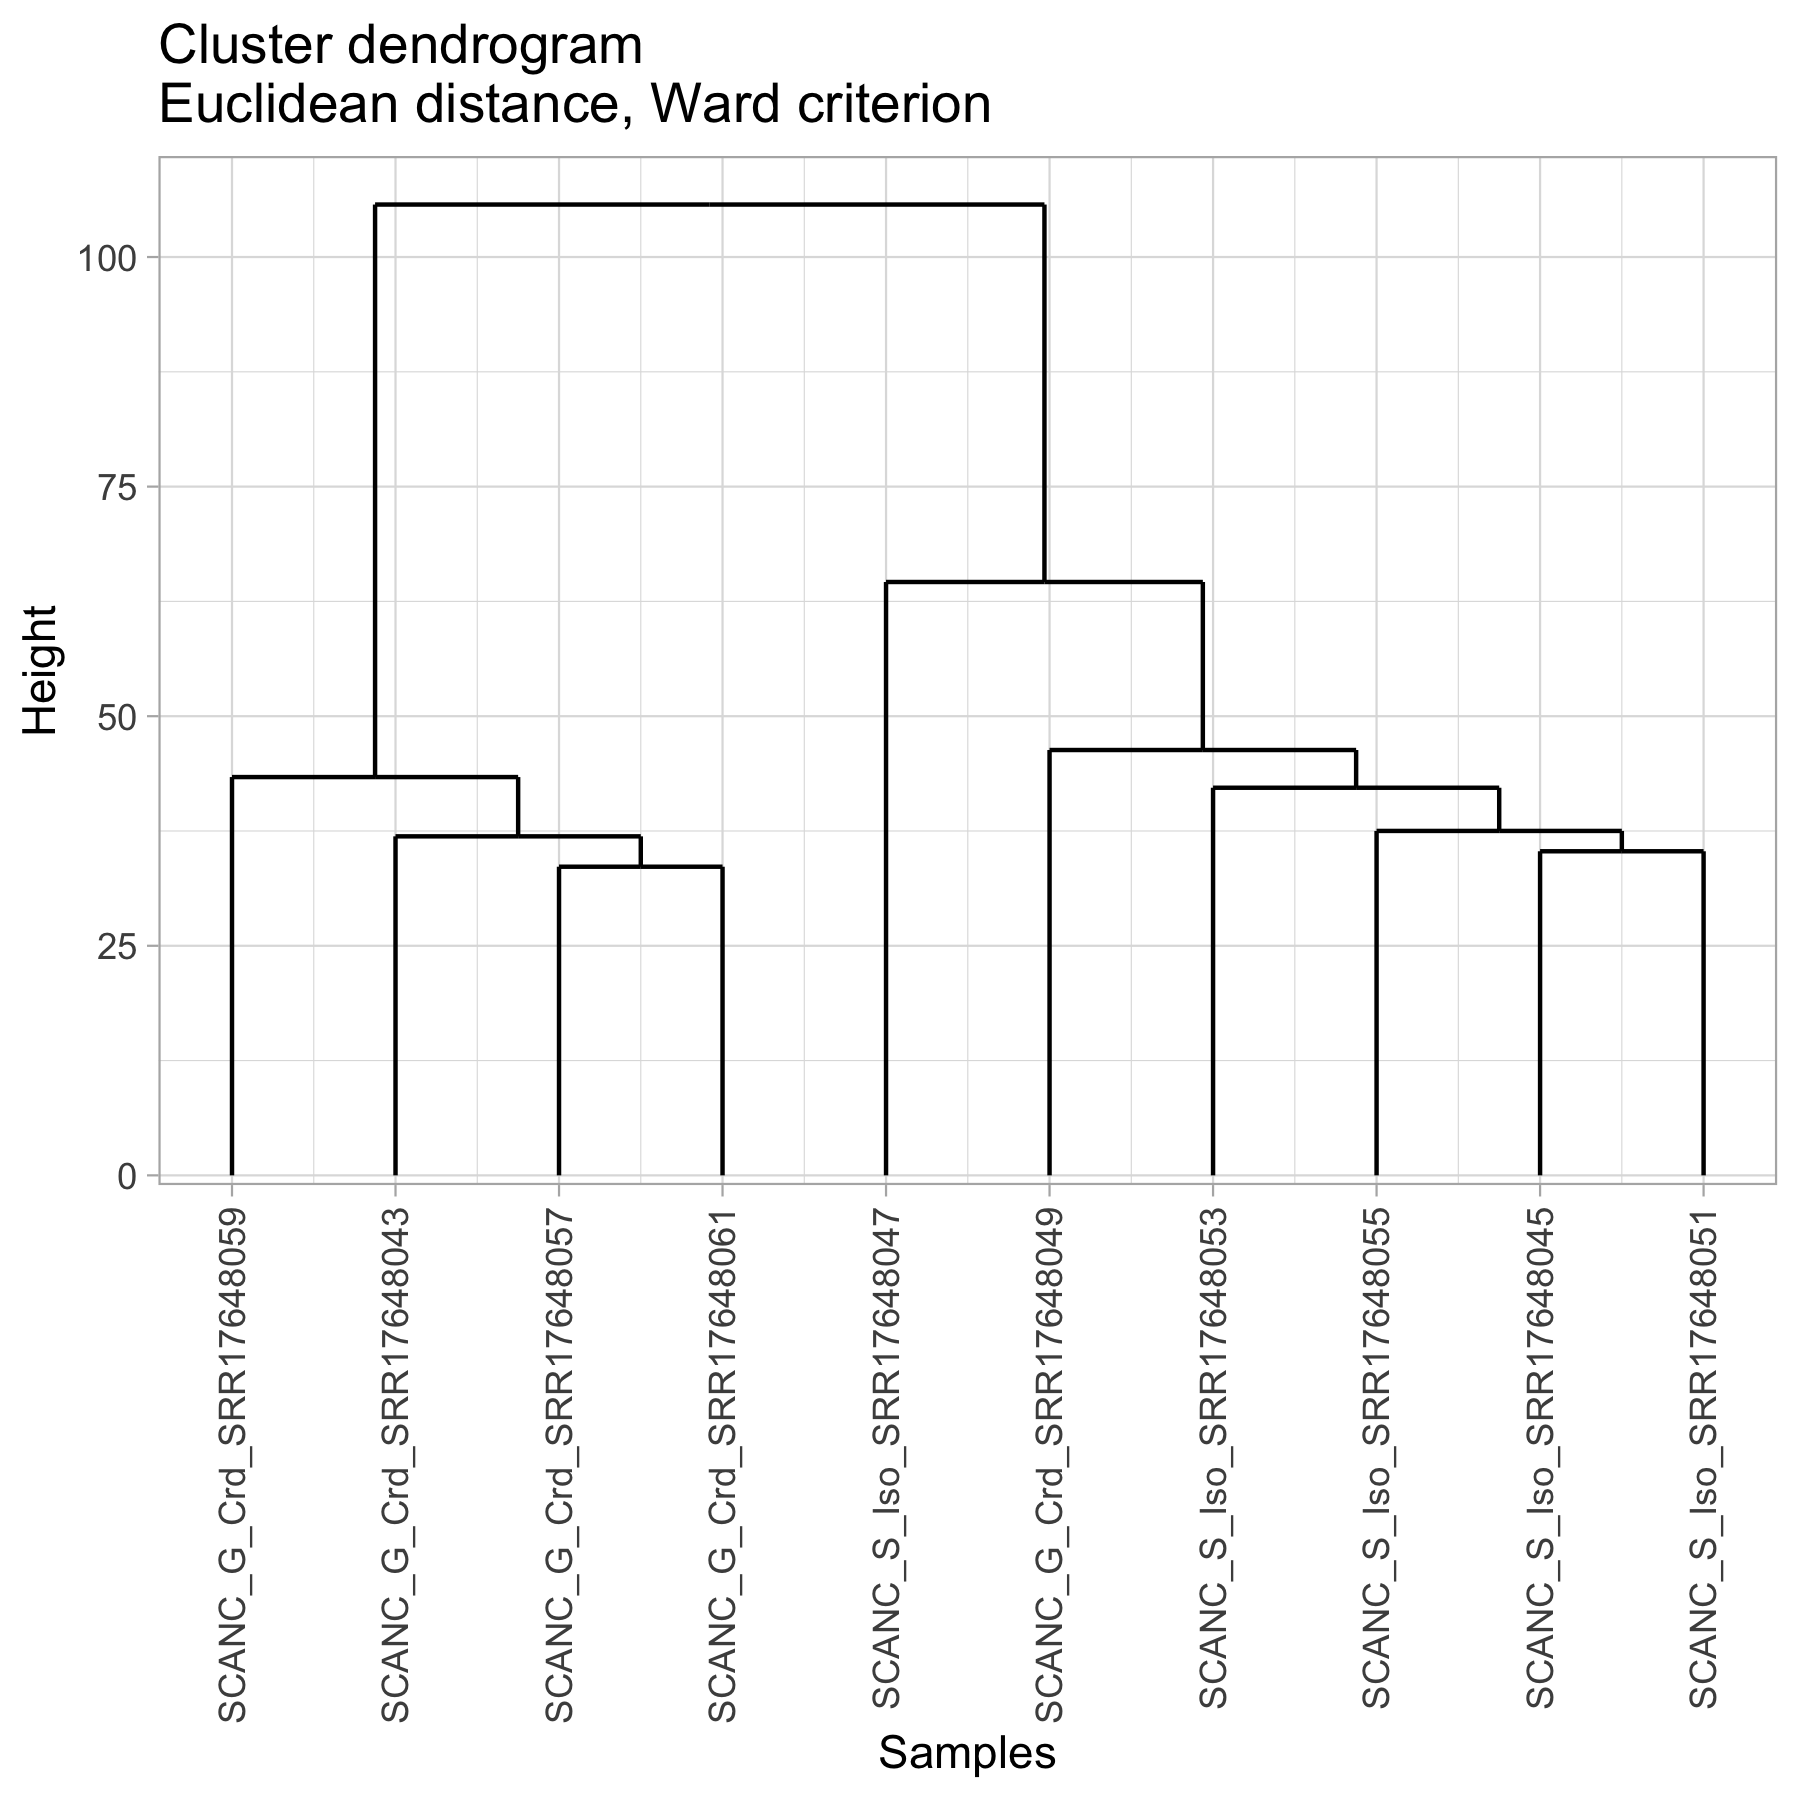 Cluster dendrogram
Euclidean distance, Ward criterion
Height
100
75
50
25
0
SCANC_G_Crd_SRR17648059
SCANC_G_Crd_SRR17648043
SCANC_G_Crd_SRR17648057
SCANC_G_Crd_SRR17648061
SCANC_S_Iso_SRR17648047
SCANC_G_Crd_SRR17648049
SCANC_S_Iso_SRR17648053
SCANC_S_Iso_SRR17648055
SCANC_S_Iso_SRR17648045
SCANC_S_Iso_SRR17648051
Samples